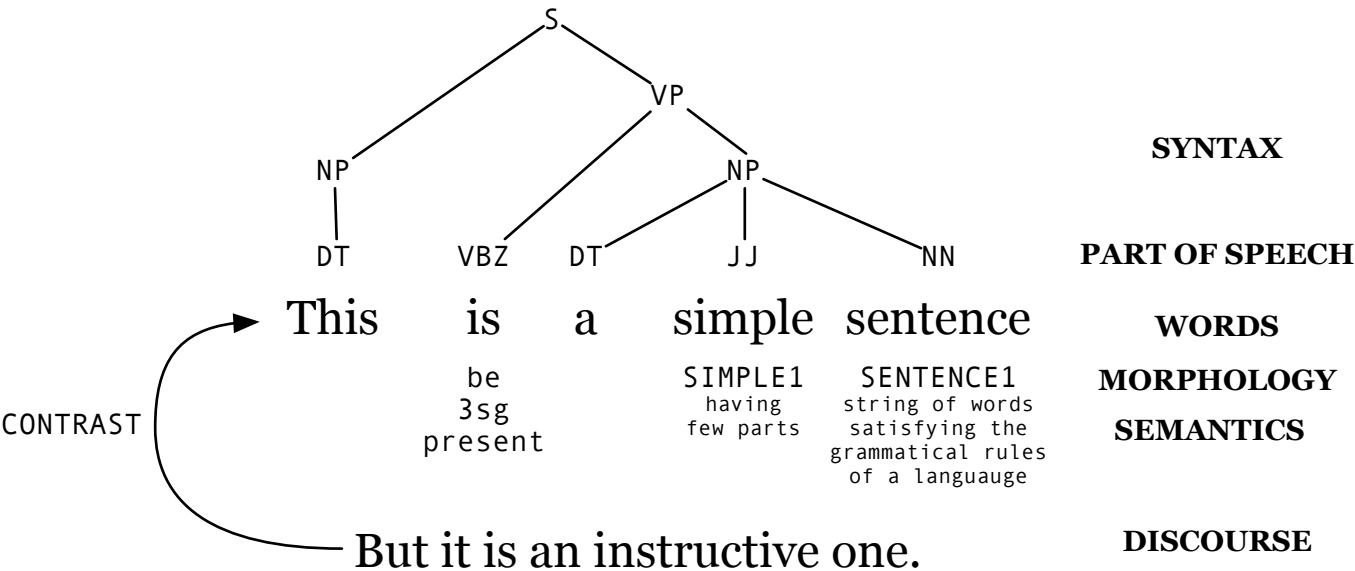 S
VP
NP NP SYNTAX
DT VBZ DT JJ NN PART OF SPEECH
This is a simple sentence WORDS
be SIMPLE1 SENTENCE1 MORPHOLOGY
3sg having string of words
CONTRAST present few parts satisfying the SEMANTICS
grammatical rules
of a languauge
But it is an instructive one. DISCOURSE